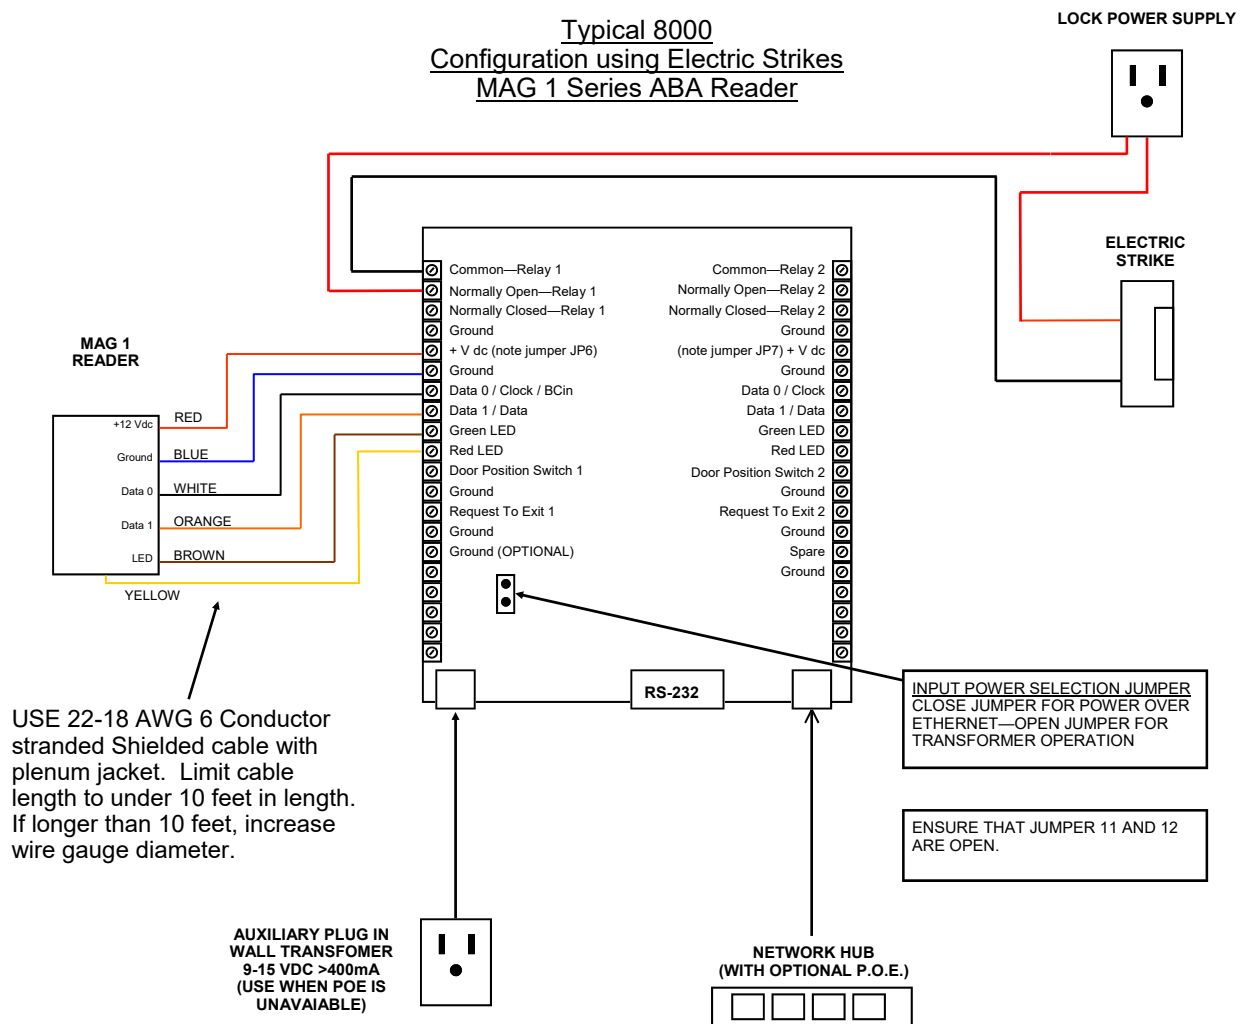 LOCK POWER SUPPLY
Typical 8000
Configuration using Electric Strikes
MAG 1 Series ABA Reader
ELECTRIC
STRIKE
Common—Relay 1
Normally Open—Relay 1
Normally Closed—Relay 1
Ground
+ V dc (note jumper JP6)
Ground
Data 0 / Clock / BCin
Data 1 / Data
Green LED
Red LED
Door Position Switch 1
Ground
Request To Exit 1
Ground
Ground (OPTIONAL)
Common—Relay 2
Normally Open—Relay 2
Normally Closed—Relay 2
Ground
(note jumper JP7) + V dc
Ground
Data 0 / Clock
Data 1 / Data
Green LED
Red LED
Door Position Switch 2
Ground
Request To Exit 2
Ground
Spare
Ground
MAG 1
READER
+12 Vdc
Ground
Data 0
Data 1
LED
RED
BLUE
WHITE
ORANGE
BROWN
YELLOW
RS-232
USE 22-18 AWG 6 Conductor
stranded Shielded cable with
plenum jacket. Limit cable
length to under 10 feet in length.
If longer than 10 feet, increase
wire gauge diameter.
INPUT POWER SELECTION JUMPER
CLOSE JUMPER FOR POWER OVER
ETHERNET—OPEN JUMPER FOR
TRANSFORMER OPERATION
ENSURE THAT JUMPER 11 AND 12
ARE OPEN.
AUXILIARY PLUG IN
WALL TRANSFOMER
9-15 VDC >400mA
(USE WHEN POE IS
UNAVAIABLE)
NETWORK HUB
(WITH OPTIONAL P.O.E.)